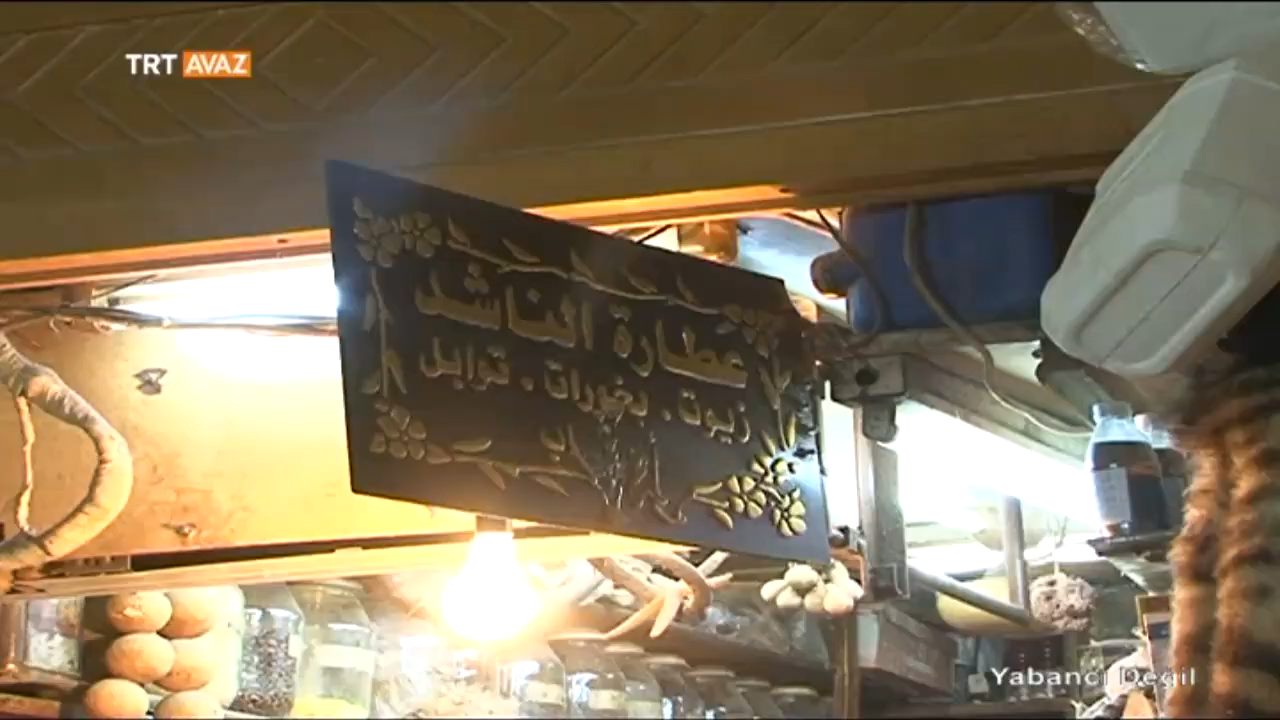 TRT AVAZ
عطارة الناشد
زيوت . بخورات . توابل
Yabancı Değil